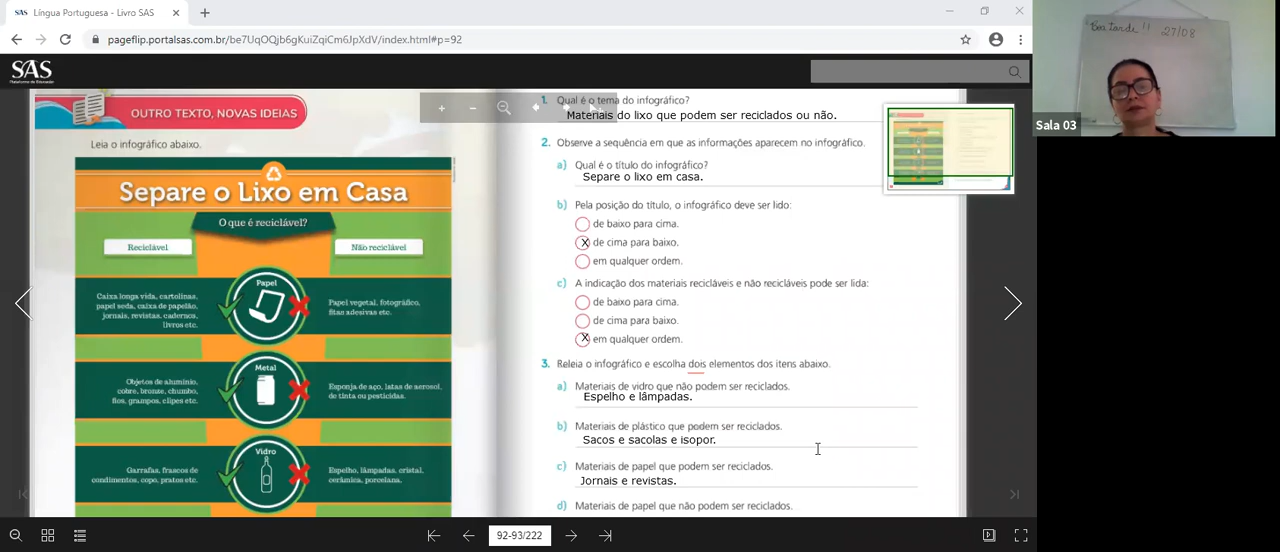 Língua Portuguesa - Livro SAS
pageflip.portalsas.com.br/be7UqOQjb6gKuiZqiCm6JpXdV/index.html#p=92
SAS
Plataforma de Educação
OUTRO TEXTO, NOVAS IDEIAS
Leia o infográfico abaixo.
Separe o Lixo em Casa
O que é reciclável?
Reciclável
Não reciclável
Papel
Caixa longa vida, cartolinas,
papel seda, caixa de papelão,
jornais, revistas, cadernos,
livros etc.
Papel vegetal, fotográfico,
fitas adesivas etc.
Metal
Objetos de alumínio,
cobre, bronze, chumbo,
fios, grampos, clipes etc.
Esponja de aço, latas de aerosol,
de tinta ou pesticidas.
Vidro
Garrafas, frascos de
condimentos, copo, pratos etc.
Espelho, lâmpadas, cristal,
cerâmica, porcelana.
1. Qual é o tema do infográfico?
Materiais do lixo que podem ser reciclados ou não.
2. Observe a sequência em que as informações aparecem no infográfico.
a) Qual é o título do infográfico?
Separe o lixo em casa.
b) Pela posição do título, o infográfico deve ser lido:
de baixo para cima.
X de cima para baixo.
em qualquer ordem.
c) A indicação dos materiais recicláveis e não recicláveis pode ser lida:
de baixo para cima.
de cima para baixo.
X em qualquer ordem.
3. Releia o infográfico e escolha dois elementos dos itens abaixo.
a) Materiais de vidro que não podem ser reciclados.
Espelho e lâmpadas.
b) Materiais de plástico que podem ser reciclados.
Sacos e sacolas e isopor.
c) Materiais de papel que podem ser reciclados.
Jornais e revistas.
d) Materiais de papel que não podem ser reciclados.
92-93/222
Boa tarde!! 27/08
Sala 03